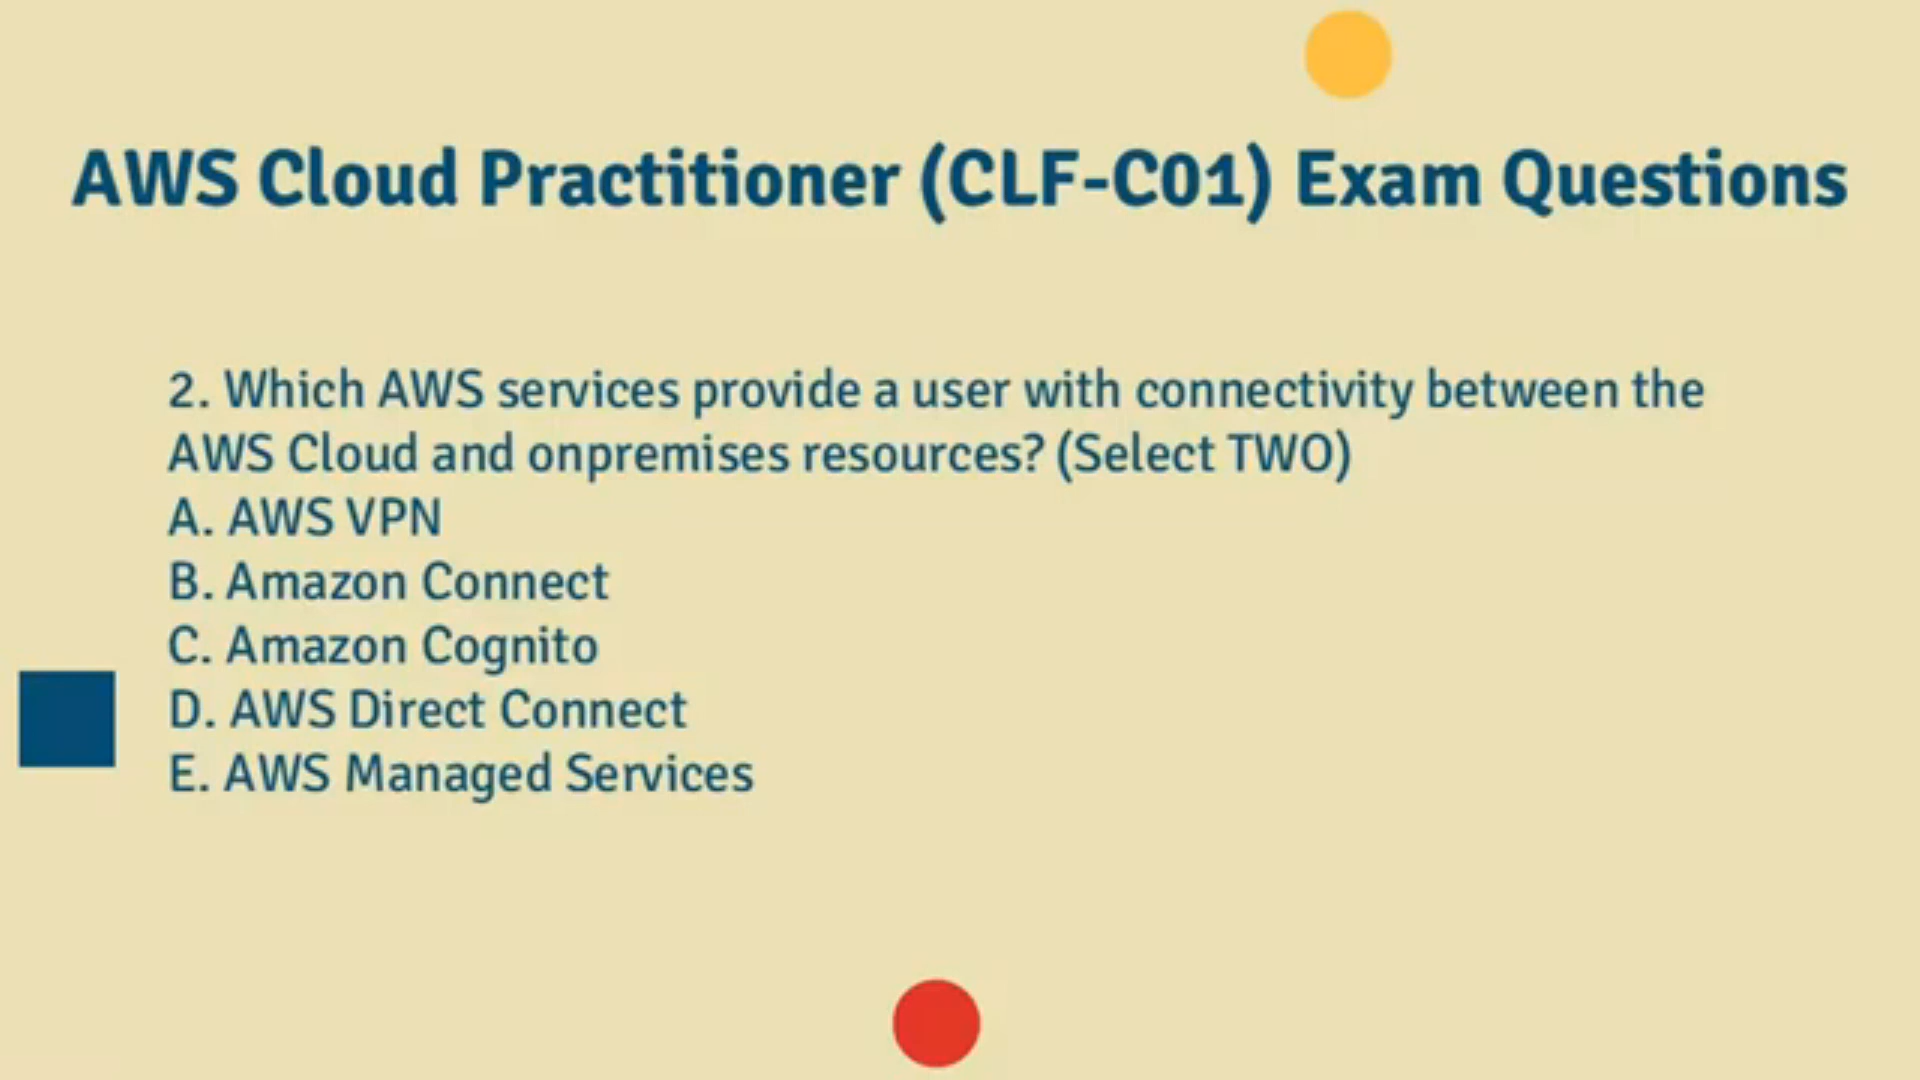 AWS Cloud Practitioner (CLF-C01) Exam Questions
2. Which AWS services provide a user with connectivity between the
AWS Cloud and onpremises resources? (Select TWO)
A. AWS VPN
B. Amazon Connect
C. Amazon Cognito
D. AWS Direct Connect
E. AWS Managed Services